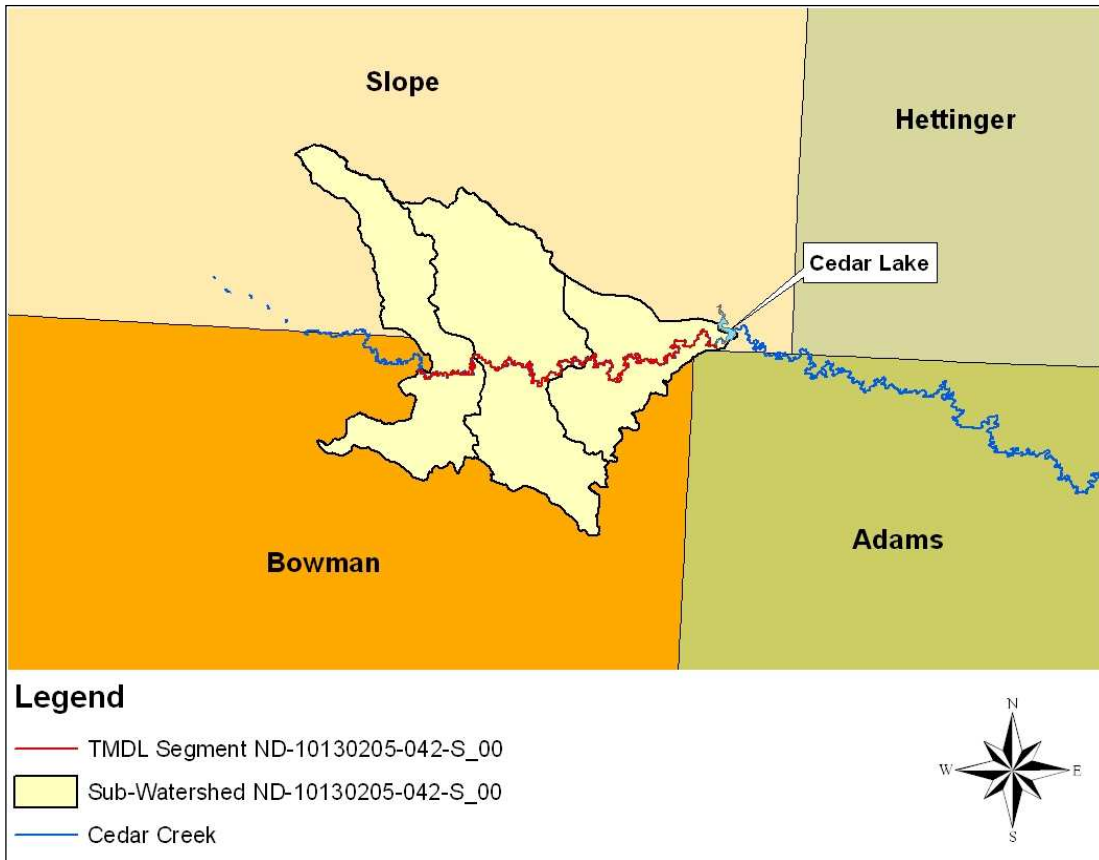 Slope
Hettinger
Cedar Lake
Bowman
Adams
Legend
TMDL Segment ND-10130205-042-S_00
Sub-Watershed ND-10130205-042-S_00
Cedar Creek
N
W
E
S